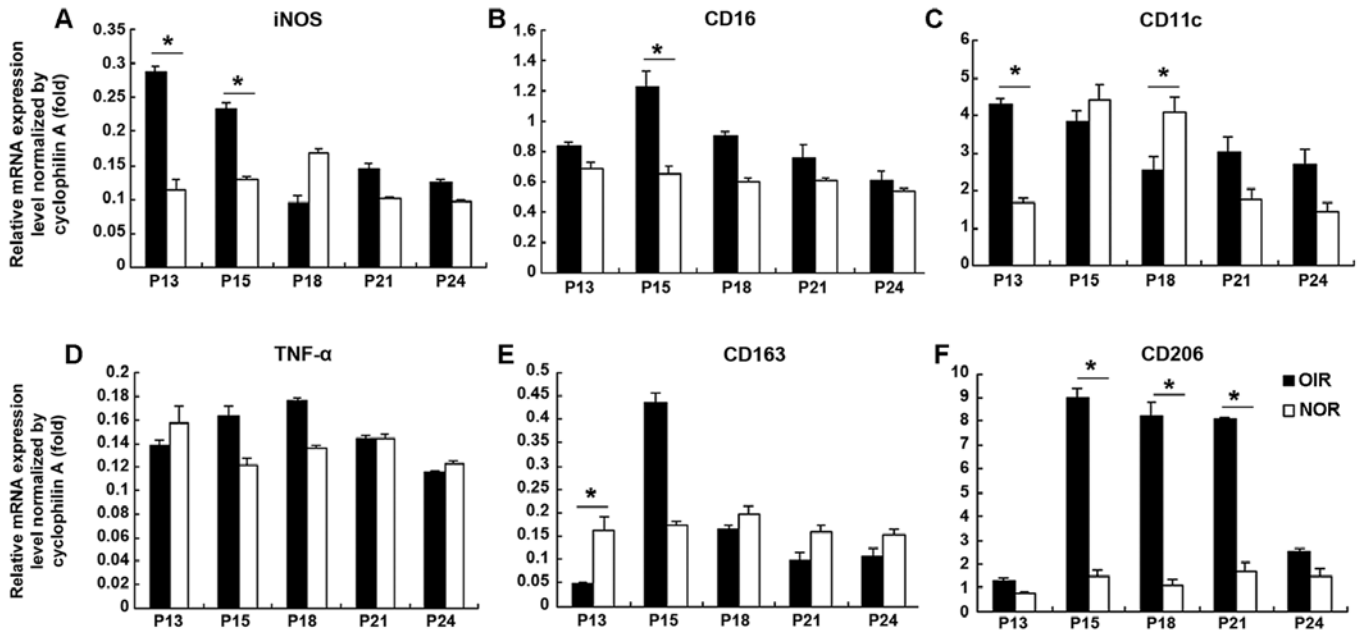 A
iNOS
Relative mRNA expression
level normalized by
cyclophilin A (fold)
0.35
0.3
0.25
0.2
0.15
0.1
0.05
0
*
*
P13 P15 P18 P21 P24
B
CD16
1.6
1.4
1.2
1
0.8
0.6
0.4
0.2
0
*
P13 P15 P18 P21 P24
C
CD11c
6
5
4
3
2
1
0
*
*
P13 P15 P18 P21 P24
D
TNF-α
Relative mRNA expression
level normalized by
cyclophilin A (fold)
0.2
0.18
0.16
0.14
0.12
0.1
0.08
0.06
0.04
0.02
0
P13 P15 P18 P21 P24
E
CD163
0.5
0.45
0.4
0.35
0.3
0.25
0.2
0.15
0.1
0.05
0
*
P13 P15 P18 P21 P24
F
CD206
10
9
8
7
6
5
4
3
2
1
0
*
*
*
OIR
NOR
P13 P15 P18 P21 P24